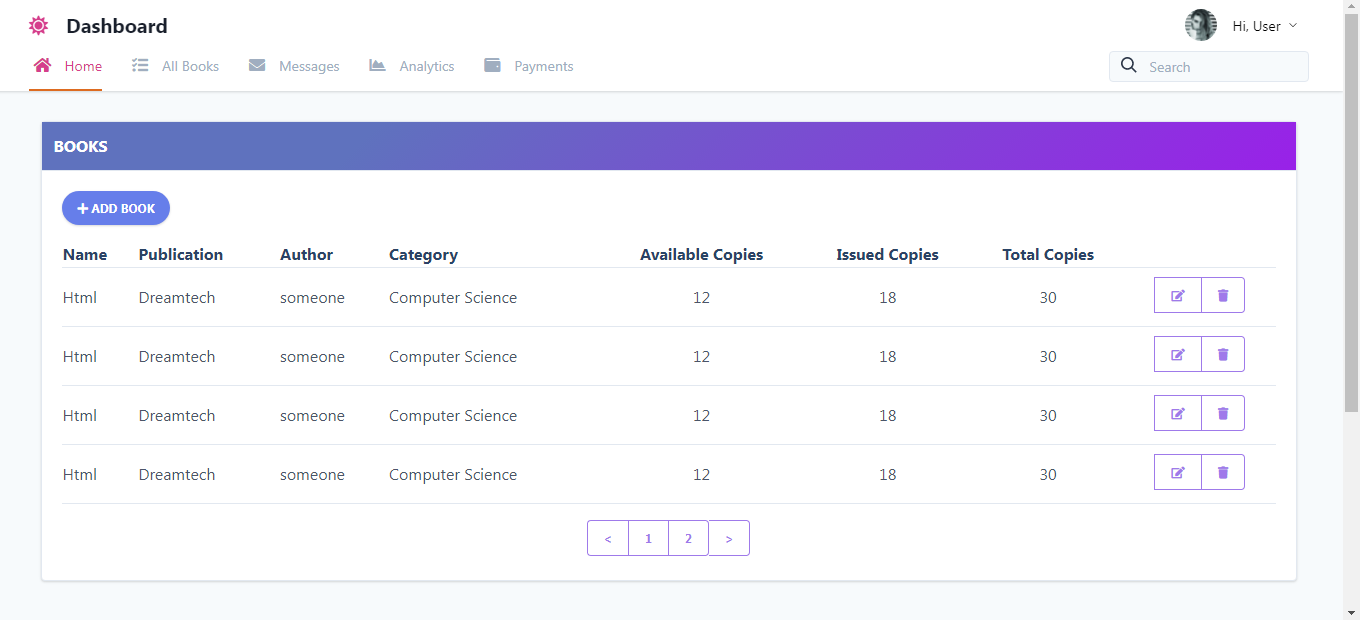 Dashboard
Hi, User
Home All Books Messages Analytics Payments
Search
BOOKS
ADD BOOK
Name Publication Author Category Available Copies Issued Copies Total Copies
Html Dreamtech someone Computer Science 12 18 30
Html Dreamtech someone Computer Science 12 18 30
Html Dreamtech someone Computer Science 12 18 30
Html Dreamtech someone Computer Science 12 18 30
< 1 2 >